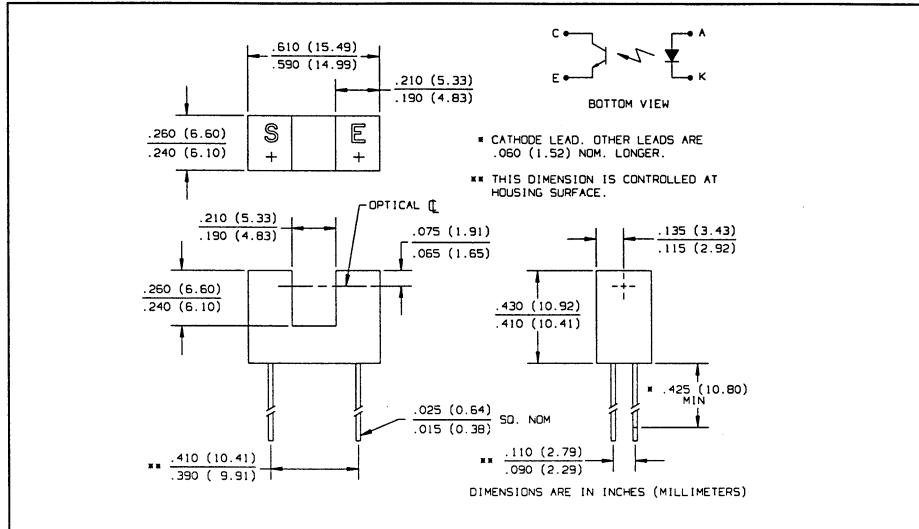 .610 (15.49)
.590 (14.99)
.210 (5.33)
.190 (4.83)
.260 (6.60)
.240 (6.10)
S
E
+
+
C
E
A
K
BOTTOM VIEW
* CATHODE LEAD. OTHER LEADS ARE
.060 (1.52) NOM. LONGER.
** THIS DIMENSION IS CONTROLLED AT
HOUSING SURFACE.
OPTICAL ℄
.210 (5.33)
.190 (4.83)
.075 (1.91)
.065 (1.65)
.135 (3.43)
.115 (2.92)
.260 (6.60)
.240 (6.10)
.430 (10.92)
.410 (10.41)
* .425 (10.80)
MIN
.025 (0.64)
.015 (0.38) SQ. NOM
** .410 (10.41)
.390 ( 9.91)
** .110 (2.79)
.090 (2.29)
DIMENSIONS ARE IN INCHES (MILLIMETERS)